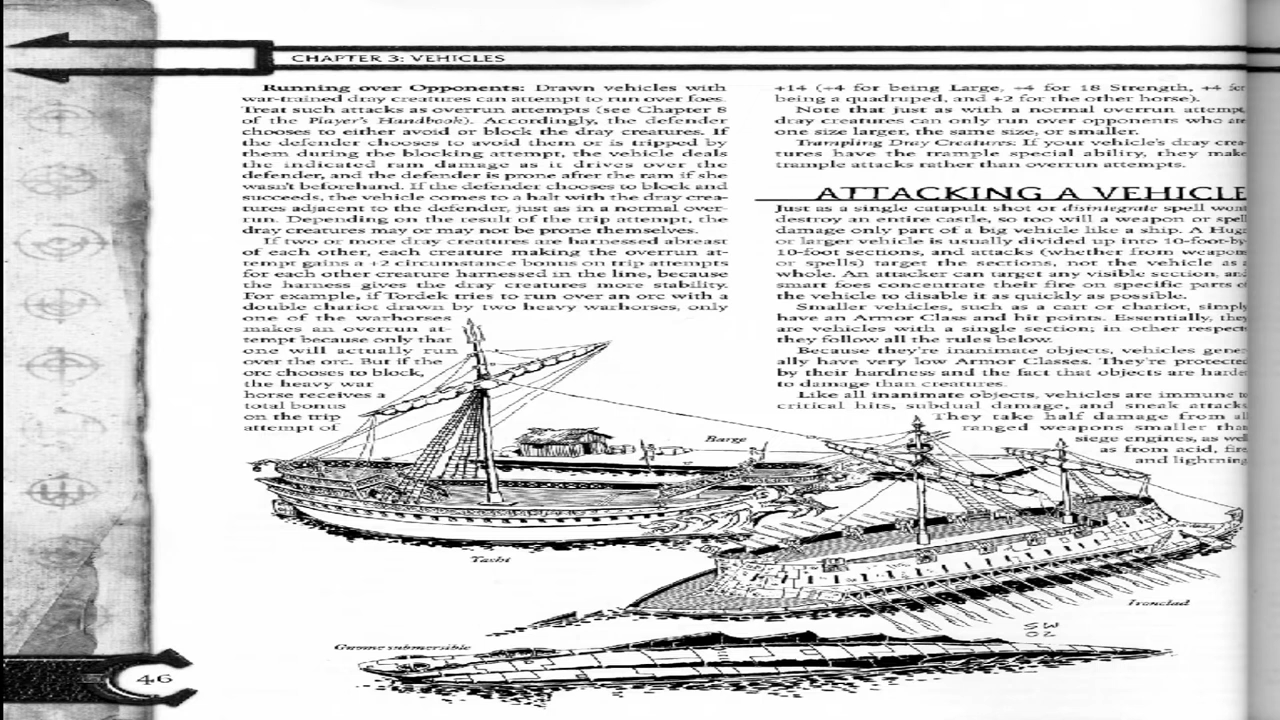 CHAPTER 3: VEHICLES
Running over Opponents: Drawn vehicles with
war-trained dray creatures can attempt to run over foes.
Treat such attacks as overrun attempts (see Chapter 8
of the Player's Handbook). Accordingly, the defender
chooses to either avoid or block the dray creatures. If
the defender chooses to avoid them or is tripped by
them during the blocking attempt, the vehicle deals
the indicated ram damage as it drives over the
defender, and the defender is prone after the ram if she
wasn't beforehand. If the defender chooses to block and
succeeds, the vehicle comes to a halt with the dray crea-
tures adjacent to the defender, just as in a normal over-
run. Depending on the result of the trip attempt, the
dray creatures may or may not be prone themselves.
If two or more dray creatures are harnessed abreast
of each other, each creature making the overrun at-
tempt gains a +2 circumstance bonus on trip attempts
for each other creature harnessed in the line, because
the harness gives the dray creatures more stability.
For example, if Tordek tries to run over an orc with a
double chariot drawn by two heavy warhorses, only
one of the warhorses
makes an overrun at-
tempt because only that
one will actually run
over the orc. But if the
orc chooses to block,
the heavy war
horse receives a
total bonus
on the trip
attempt of
+14 (+4 for being Large, +4 for 18 Strength, +4 for
being a quadruped, and +2 for the other horse).
Note that just as with a normal overrun attempt,
dray creatures can only run over opponents who are
one size larger, the same size, or smaller.
Trampling Dray Creatures: If your vehicle's dray crea-
tures have the trample special ability, they make
trample attacks rather than overrun attempts.
ATTACKING A VEHICLE
Just as a single catapult shot or disintegrate spell won't
destroy an entire castle, so too will a weapon or spell
damage only part of a big vehicle like a ship. A Huge
or larger vehicle is usually divided up into 10-foot-by-
10-foot sections, and attacks (whether from weapons
or spells) target the sections, not the vehicle as a
whole. An attacker can target any visible section, and
smart foes concentrate their fire on specific parts of
the vehicle to disable it as quickly as possible.
Smaller vehicles, such as a cart or chariot, simply
have an Armor Class and hit points. Essentially, they
are vehicles with a single section; in other respects
they follow all the rules below.
Because they're inanimate objects, vehicles gener-
ally have very low Armor Classes. They're protected
by their hardness and the fact that objects are harder
to damage than creatures.
Like all inanimate objects, vehicles are immune to
critical hits, subdual damage, and sneak attacks.
They take half damage from all
ranged weapons smaller than
siege engines, as well
as from acid, fire,
and lightning
Barge
Yacht
Ironclad
SW
02
Gnome submersible
46